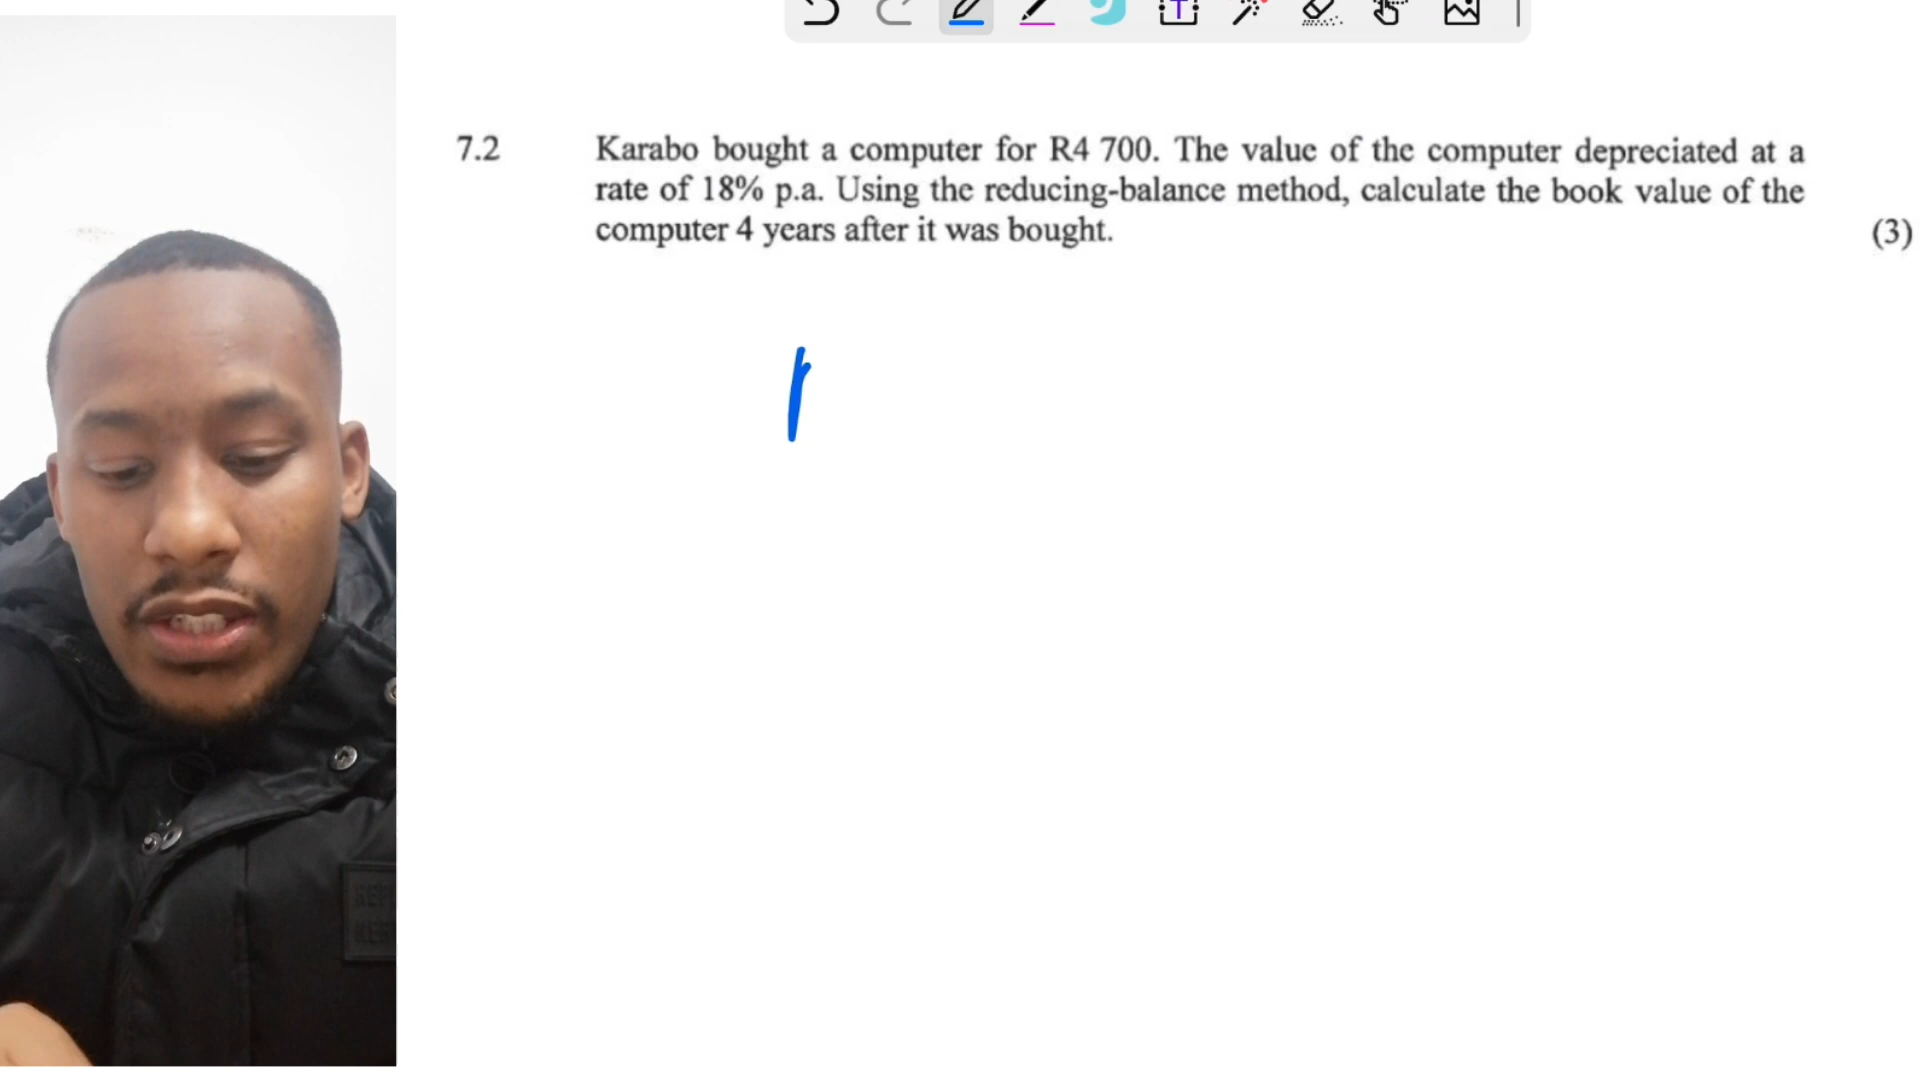 7.2 Karabo bought a computer for R4 700. The value of the computer depreciated at a
rate of 18% p.a. Using the reducing-balance method, calculate the book value of the
computer 4 years after it was bought. (3)
T